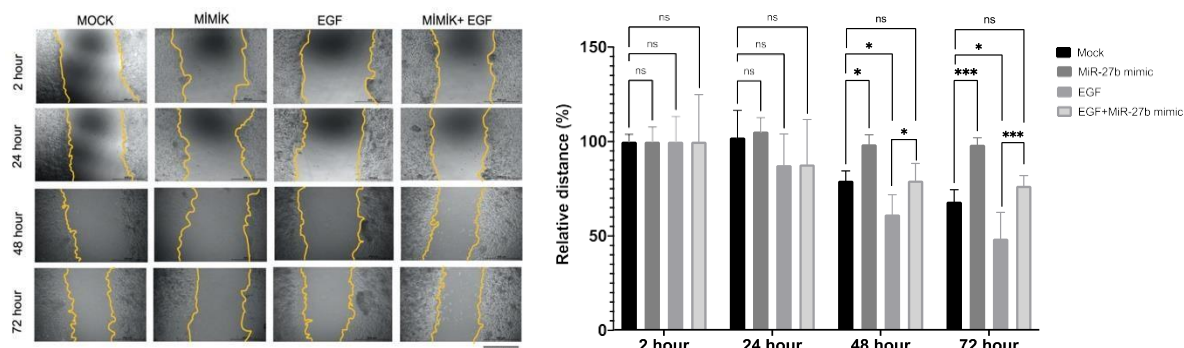 MOCK MİMİK EGF MİMİK+ EGF
2 hour
24 hour
48 hour
72 hour
Relative distance (%)
150
100
50
0
ns
ns
ns
ns
ns
ns
ns
*
*
*
ns
*
***
***
2 hour 24 hour 48 hour 72 hour
Mock
MiR-27b mimic
EGF
EGF+MiR-27b mimic